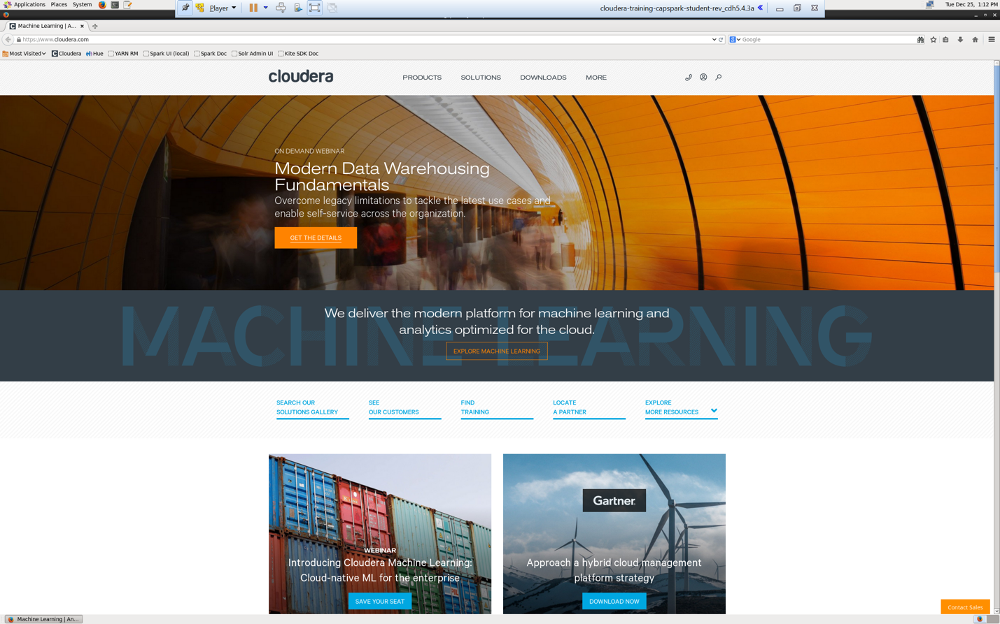 Applications Places System
Player
cloudera-training-capspark-student-rev_cdh5.4.3a
Tue Dec 25, 1:12 PM
Machine Learning | An...
https://www.cloudera.com
Google
Most Visited
Cloudera
Hue
YARN RM
Spark UI (local)
Spark Doc
Solr Admin UI
Kite SDK Doc
cloudera
PRODUCTS
SOLUTIONS
DOWNLOADS
MORE
ON DEMAND WEBINAR
Modern Data Warehousing
Fundamentals
Overcome legacy limitations to tackle the latest use cases and
enable self-service across the organization.
GET THE DETAILS
MACHINE LEARNING
We deliver the modern platform for machine learning and
analytics optimized for the cloud.
EXPLORE MACHINE LEARNING
SEARCH OUR
SOLUTIONS GALLERY
SEE
OUR CUSTOMERS
FIND
TRAINING
LOCATE
A PARTNER
EXPLORE
MORE RESOURCES
WEBINAR
Introducing Cloudera Machine Learning:
Cloud-native ML for the enterprise
SAVE YOUR SEAT
Gartner
Approach a hybrid cloud management
platform strategy
DOWNLOAD NOW
Contact Sales
Machine Learning | An...